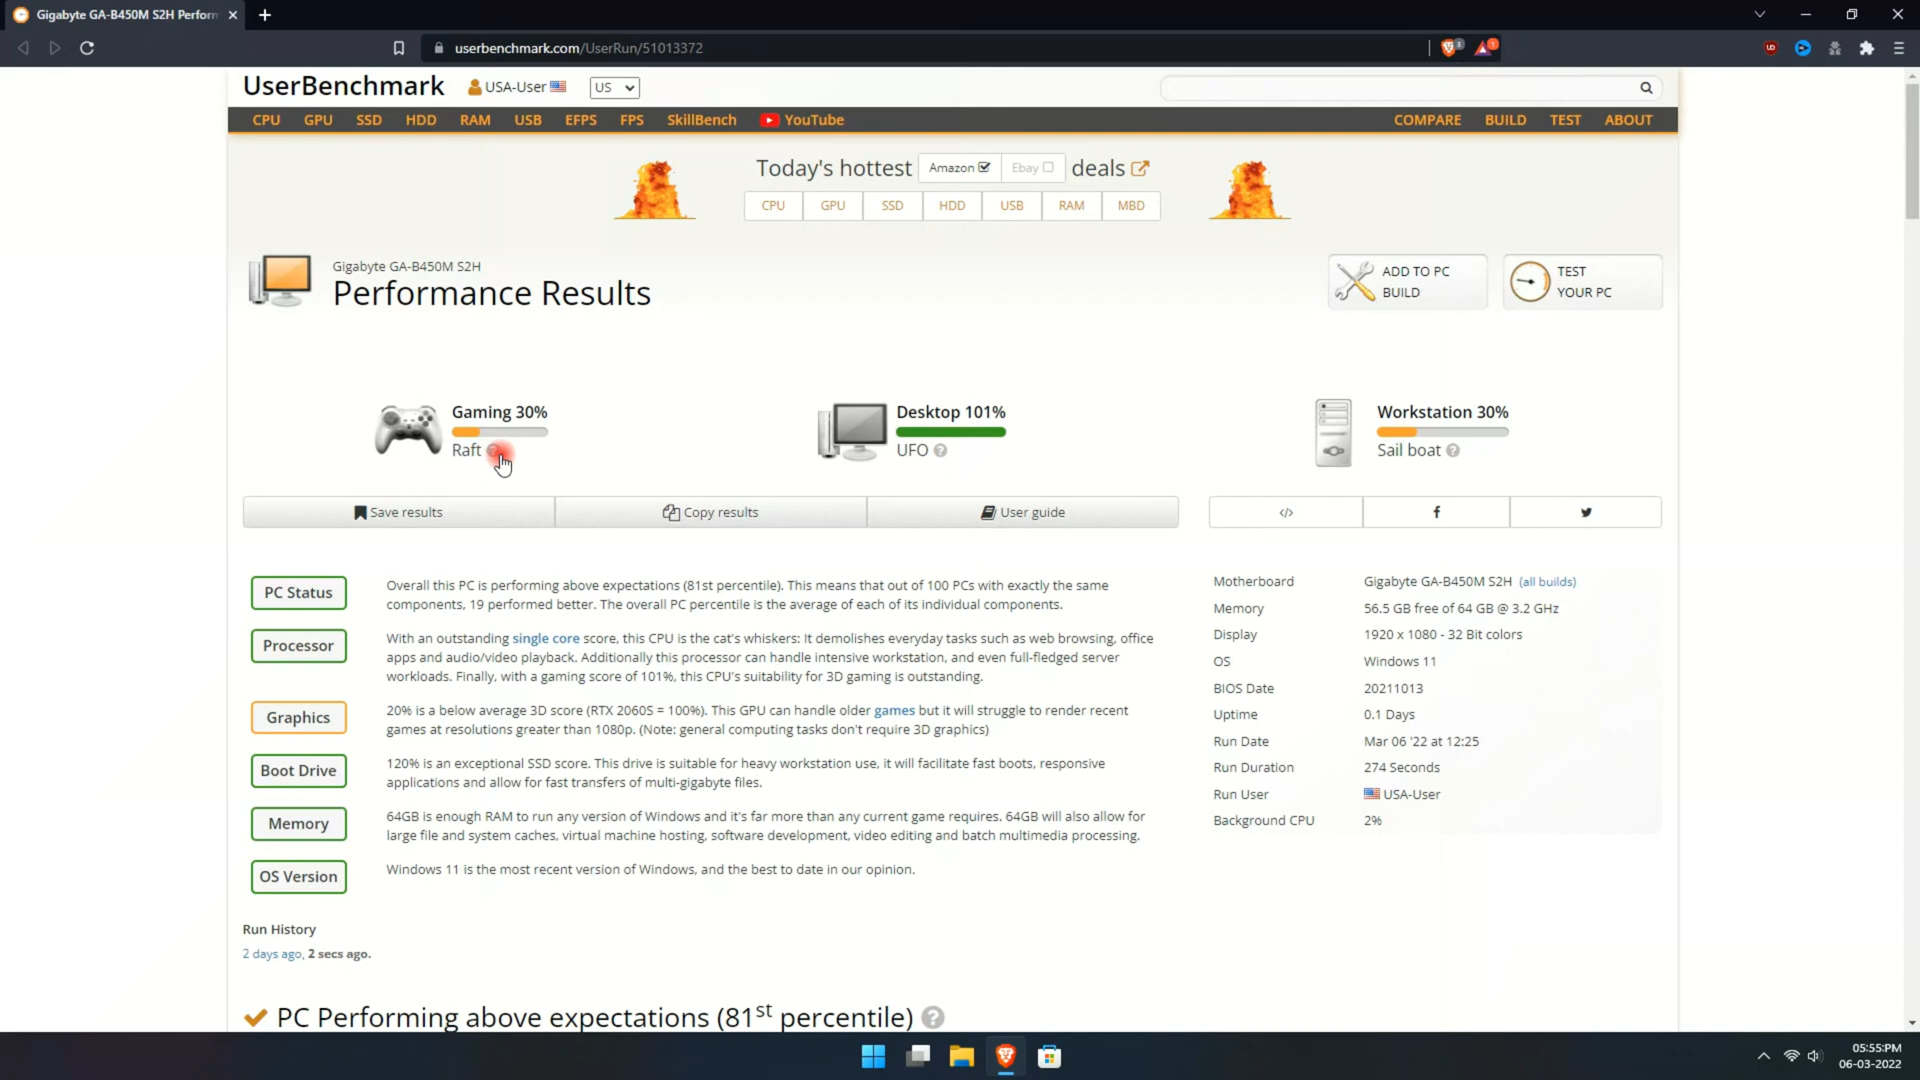 Gigabyte GA-B450M S2H Perforn
userbenchmark.com/UserRun/51013372
3
1
UD
UserBenchmark
USA-User
US
CPU GPU SSD HDD RAM USB EFPS FPS SkillBench YouTube COMPARE BUILD TEST ABOUT
Today's hottest Amazon Ebay deals
CPU GPU SSD HDD USB RAM MBD
Gigabyte GA-B450M S2H
Performance Results
ADD TO PC
BUILD
TEST
YOUR PC
Gaming 30%
Raft
Desktop 101%
UFO
Workstation 30%
Sail boat
Save results
Copy results
User guide
</>
PC Status
Overall this PC is performing above expectations (81st percentile). This means that out of 100 PCs with exactly the same
components, 19 performed better. The overall PC percentile is the average of each of its individual components.
Processor
With an outstanding single core score, this CPU is the cat's whiskers: It demolishes everyday tasks such as web browsing, office
apps and audio/video playback. Additionally this processor can handle intensive workstation, and even full-fledged server
workloads. Finally, with a gaming score of 101%, this CPU's suitability for 3D gaming is outstanding.
Graphics
20% is a below average 3D score (RTX 2060S = 100%). This GPU can handle older games but it will struggle to render recent
games at resolutions greater than 1080p. (Note: general computing tasks don't require 3D graphics)
Boot Drive
120% is an exceptional SSD score. This drive is suitable for heavy workstation use, it will facilitate fast boots, responsive
applications and allow for fast transfers of multi-gigabyte files.
Memory
64GB is enough RAM to run any version of Windows and it's far more than any current game requires. 64GB will also allow for
large file and system caches, virtual machine hosting, software development, video editing and batch multimedia processing.
OS Version
Windows 11 is the most recent version of Windows, and the best to date in our opinion.
Motherboard Gigabyte GA-B450M S2H (all builds)
Memory 56.5 GB free of 64 GB @ 3.2 GHz
Display 1920 x 1080 - 32 Bit colors
OS Windows 11
BIOS Date 20211013
Uptime 0.1 Days
Run Date Mar 06 '22 at 12:25
Run Duration 274 Seconds
Run User USA-User
Background CPU 2%
Run History
2 days ago, 2 secs ago.
PC Performing above expectations (81st percentile)
05:55:PM
06-03-2022